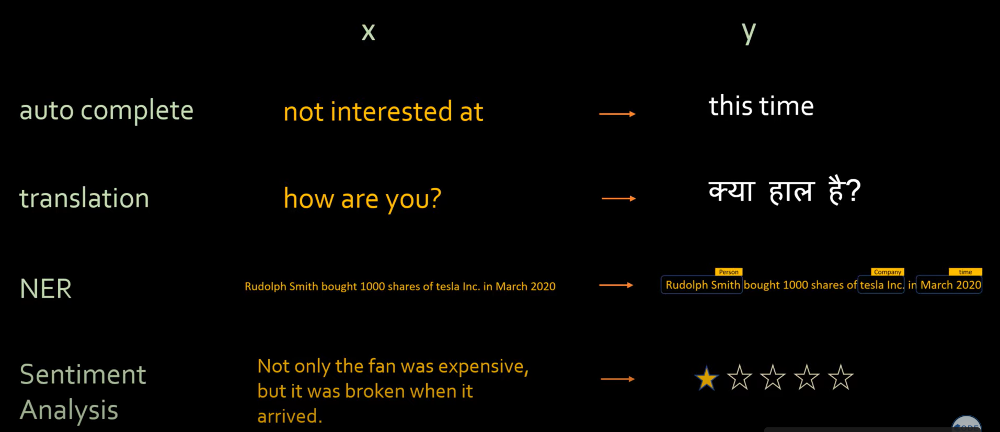 x
y
auto complete
not interested at
this time
translation
how are you?
क्या हाल है?
NER
Rudolph Smith bought 1000 shares of tesla Inc. in March 2020
Person
Company
time
Rudolph Smith bought 1000 shares of tesla Inc. in March 2020
Sentiment
Analysis
Not only the fan was expensive,
but it was broken when it
arrived.
CODE